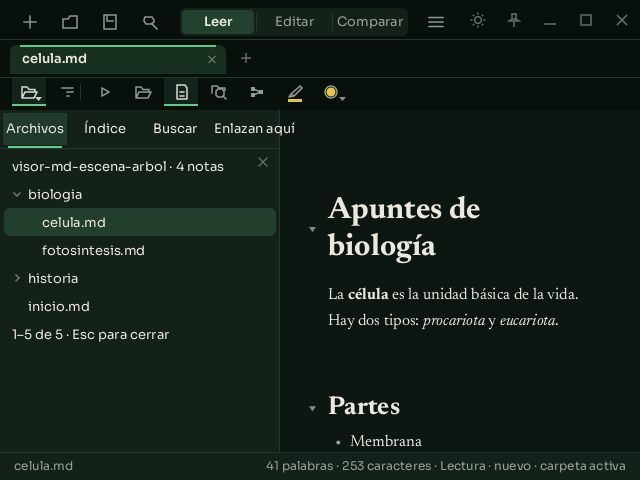 Leer Editar Comparar
celula.md
Archivos Índice Buscar Enlazan aquí
visor-md-escena-arbol · 4 notas
biologia
celula.md
fotosintesis.md
historia
inicio.md
1–5 de 5 · Esc para cerrar
Apuntes de
biología
La célula es la unidad básica de la vida.
Hay dos tipos: procariota y eucariota.
Partes
• Membrana
celula.md 41 palabras · 253 caracteres · Lectura · nuevo · carpeta activa